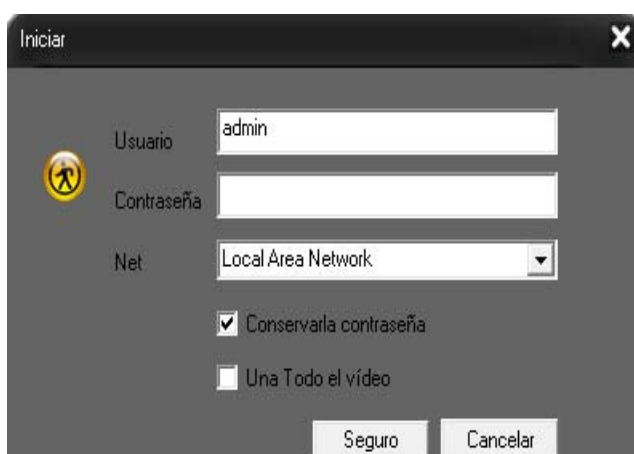 Iniciar
Usuario admin
Contraseña
Net Local Area Network
Conservarla contraseña
Una Todo el vídeo
Seguro Cancelar